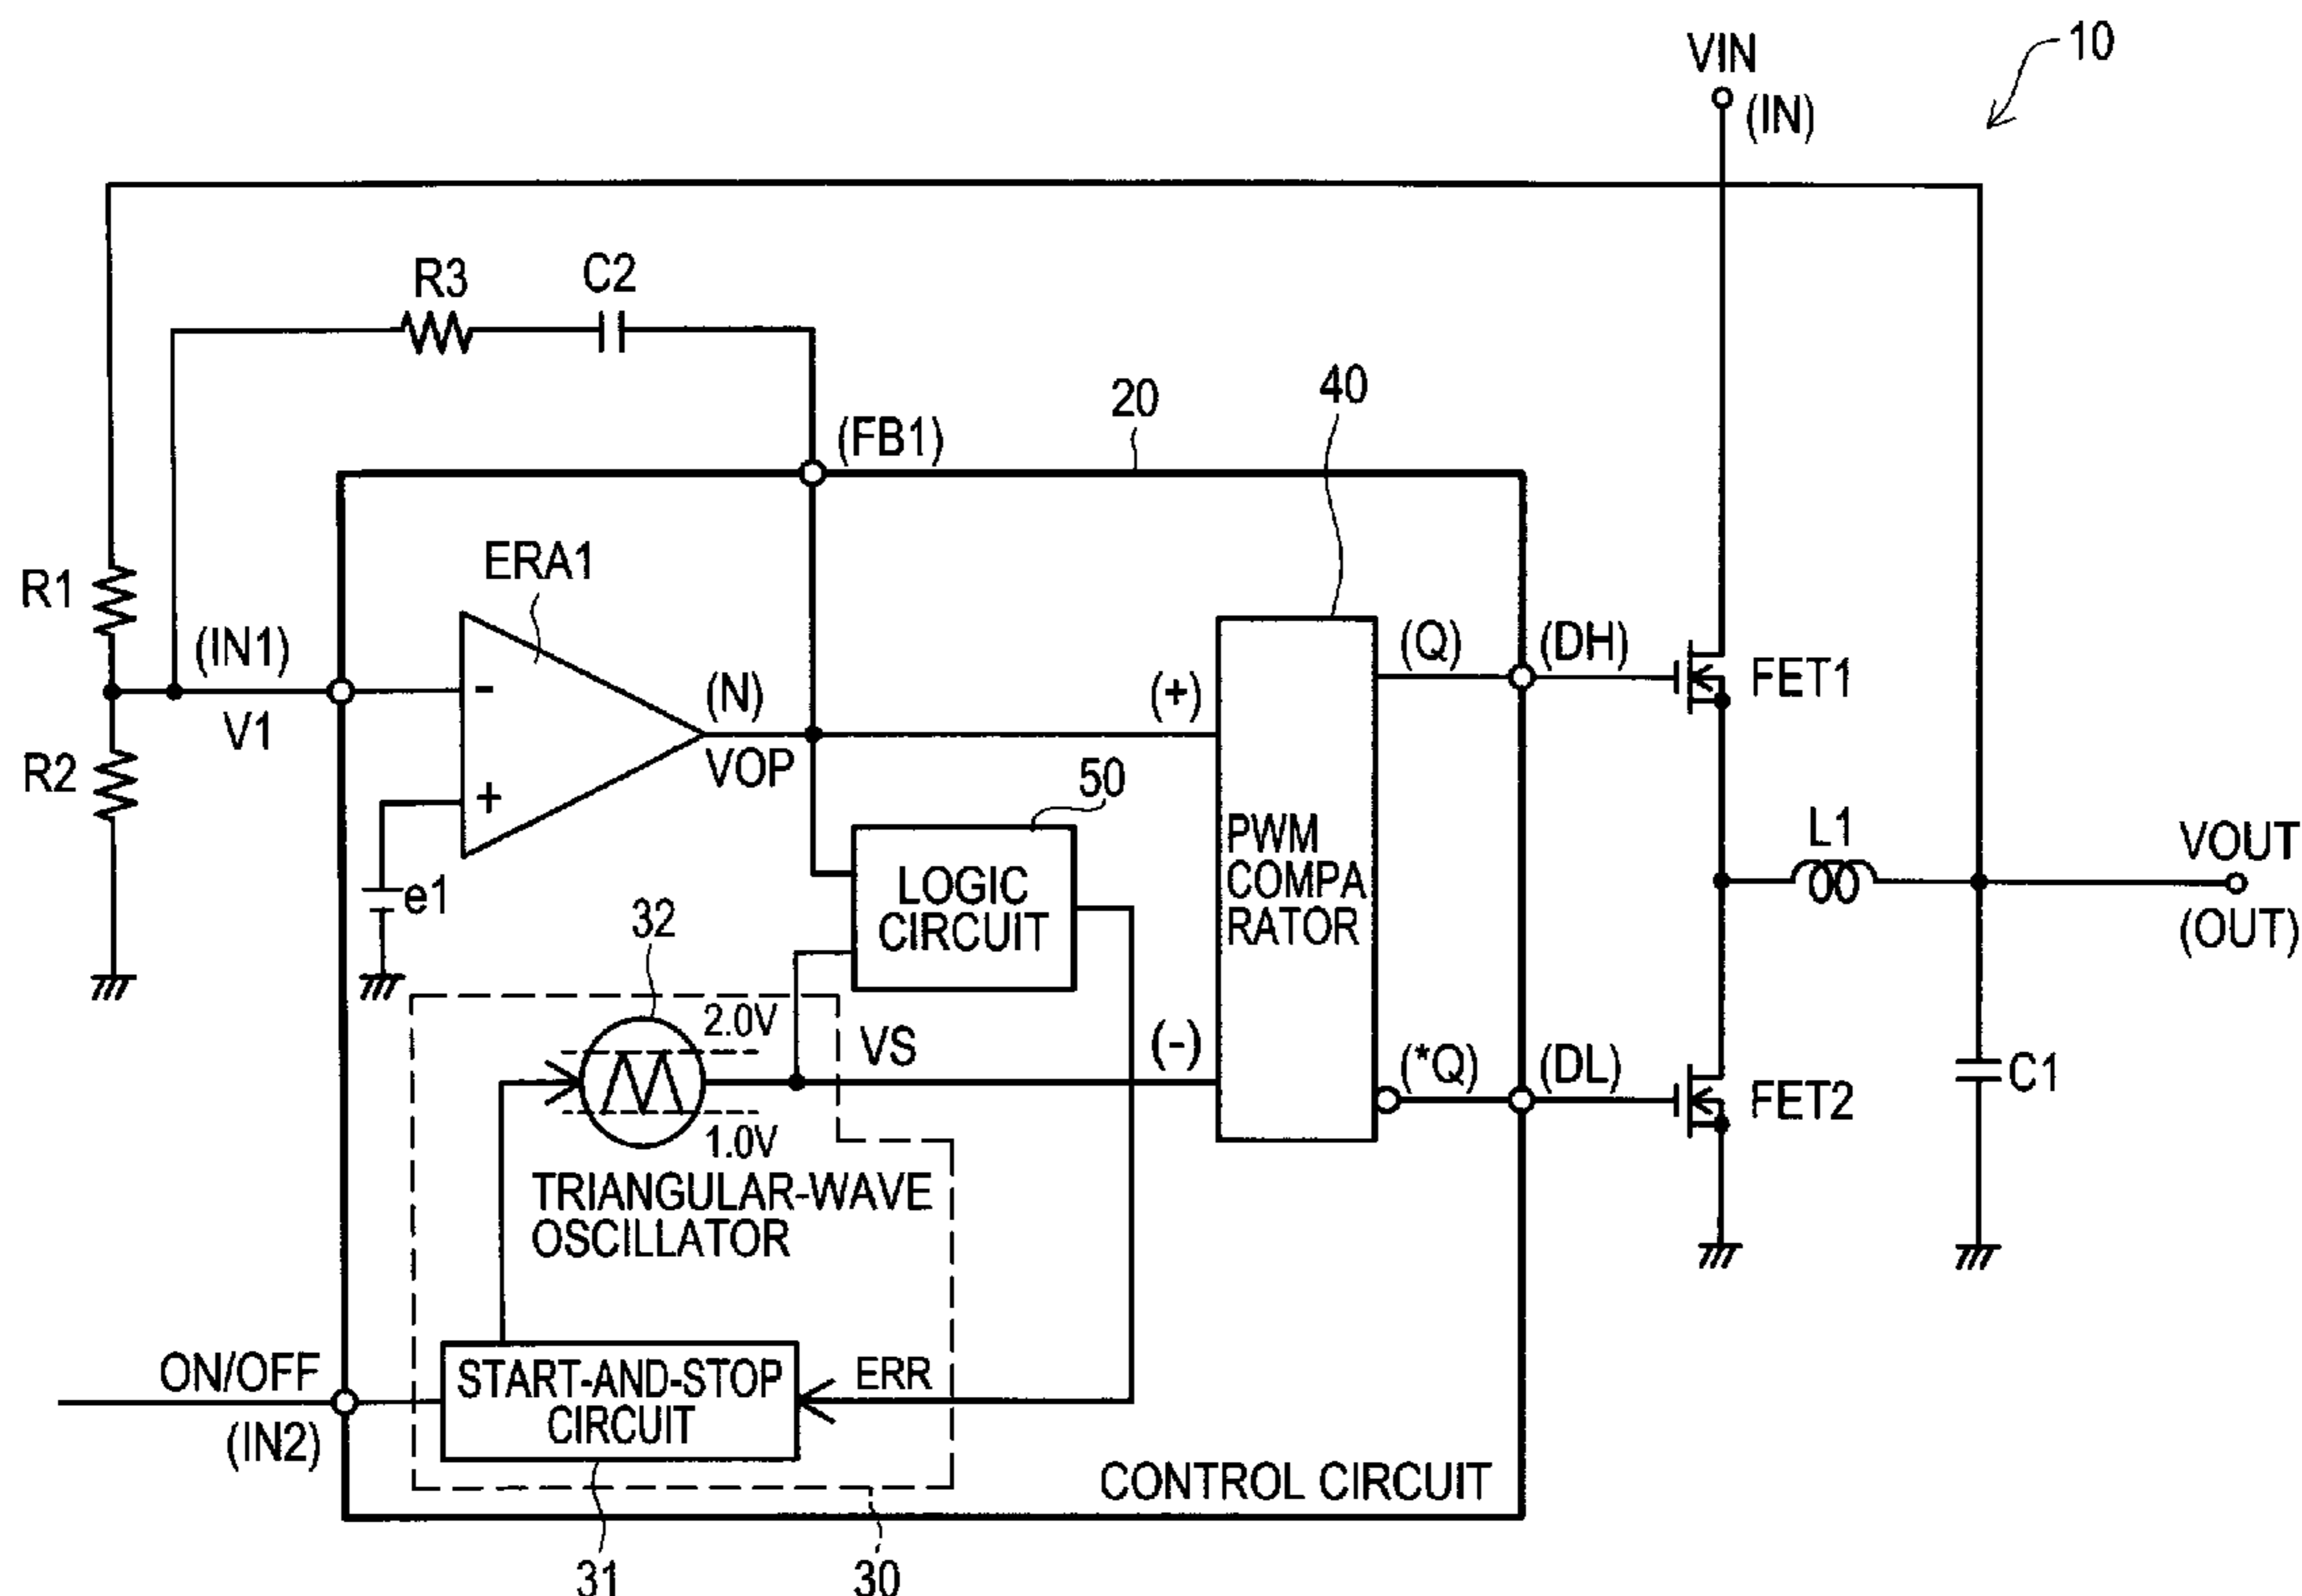 10
VIN
(IN)
R3
C2
40
20
(FB1)
ERA1
R1
(IN1)
V1
(N)
VOP
(+)
(Q)
(DH)
FET1
R2
-
+
e1
50
LOGIC
CIRCUIT
PWM
COMPA
RATOR
L1
VOUT
(OUT)
32
2.0V
VS
(-)
1.0V
(*Q)
(DL)
FET2
C1
TRIANGULAR-WAVE
OSCILLATOR
ON/OFF
(IN2)
START-AND-STOP
CIRCUIT
ERR
CONTROL CIRCUIT
31
30